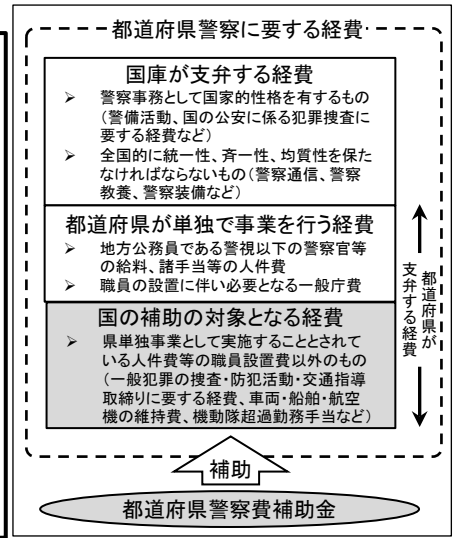 都道府県警察に要する経費
国庫が支弁する経費
➢ 警察事務として国家的性格を有するもの
（警備活動、国の公安に係る犯罪捜査に
要する経費など）
➢ 全国的に統一性、斉一性、均質性を保た
なければならないもの（警察通信、警察
教養、警察装備など）
都道府県が単独で事業を行う経費
➢ 地方公務員である警視以下の警察官等
の給料、諸手当等の人件費
➢ 職員の設置に伴い必要となる一般庁費
国の補助の対象となる経費
➢ 県単独事業として実施することとされて
いる人件費等の職員設置費以外のもの
（一般犯罪の捜査・防犯活動・交通指導
取締りに要する経費、車両・船舶・航空
機の維持費、機動隊超過勤務手当など）
都道府県が
支弁する経費
補助
都道府県警察費補助金